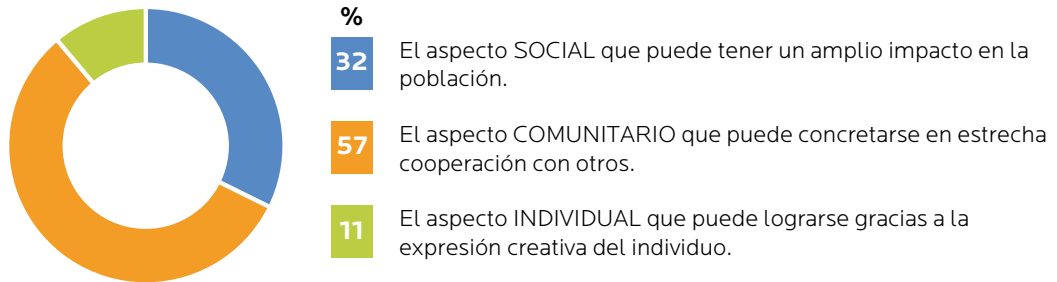 %
32
El aspecto SOCIAL que puede tener un amplio impacto en la
población.
57
El aspecto COMUNITARIO que puede concretarse en estrecha
cooperación con otros.
11
El aspecto INDIVIDUAL que puede lograrse gracias a la
expresión creativa del individuo.